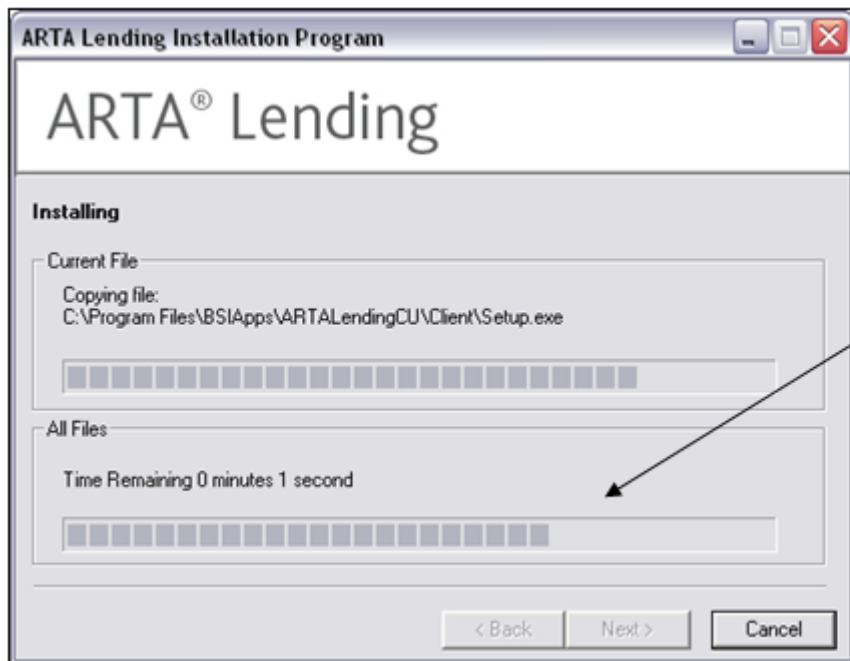 ARTA Lending Installation Program
ARTA® Lending
Installing
Current File
Copying file:
C:\Program Files\BSIApps\ARTALendingCU\Client\Setup.exe
All Files
Time Remaining 0 minutes 1 second
< Back
Next >
Cancel